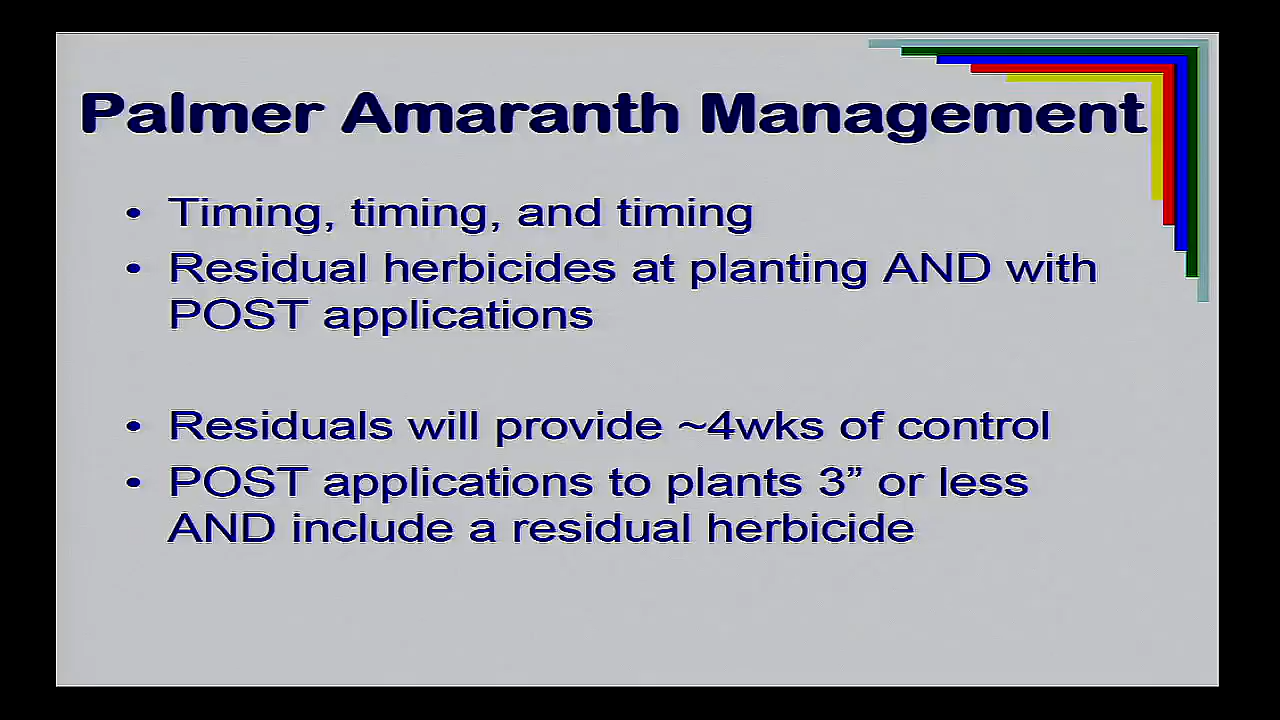 Palmer Amaranth Management
• Timing, timing, and timing
• Residual herbicides at planting AND with
POST applications
• Residuals will provide ~4wks of control
• POST applications to plants 3” or less
AND include a residual herbicide